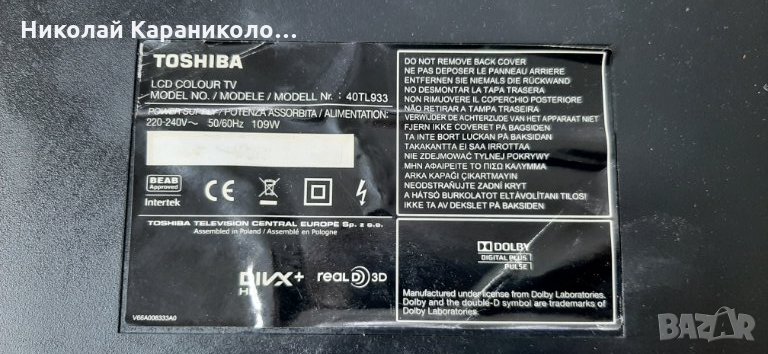 Николай Караниколо...
TOSHIBA
LCD COLOUR TV
MODEL NO. / MODELE / MODELL Nr. : 40TL933
POWER SUPPLY / POTENZA ASSORBITA / ALIMENTATION:
220-240V~ 50/60Hz 109W
BEAB
Approved
Intertek
CE
TOSHIBA TELEVISION CENTRAL EUROPE Sp. z o.o.
Assembled in Poland / Assemblé en Pologne
DIVX+
HD
REAL D 3D
V66A006333A0
DO NOT REMOVE BACK COVER
NE PAS DEPOSER LE PANNEAU ARRIERE
ENTFERNEN SIE NIEMALS DIE RÜCKWAND
NO DESMONTAR LA TAPA TRASERA
NON RIMUOVERE IL COPERCHIO POSTERIORE
NÃO RETIRAR A TAMPA TRASEIRA
VERWIJDER DE ACHTERZIJDE VAN HET APPARAAT NIET
FJERN IKKE COVERET PÅ BAGSIDEN
TA INTE BORT LUCKAN PÅ BAKSIDAN
TAKAKANTTA EI SAA IRROTTAA
NIE ZDEJMOWAĆ TYLNEJ POKRYWY
ΜΗΝ ΑΦΑΙΡΕΙΤΕ ΤΟ ΠΙΣΩ ΚΑΛΥΜΜΑ
ARKA KAPAĞI ÇIKARTMAYIN
NEODSTRAŇUJTE ZADNÍ KRYT
A HÁTSÓ BURKOLATOT ELTÁVOLÍTANI TILOS!
IKKE TA AV DEKSLET PÅ BAKSIDEN
DOLBY
DIGITAL PLUS
PULSE
Manufactured under license from Dolby Laboratories.
Dolby and the double-D symbol are trademarks of
Dolby Laboratories.
BAZAR